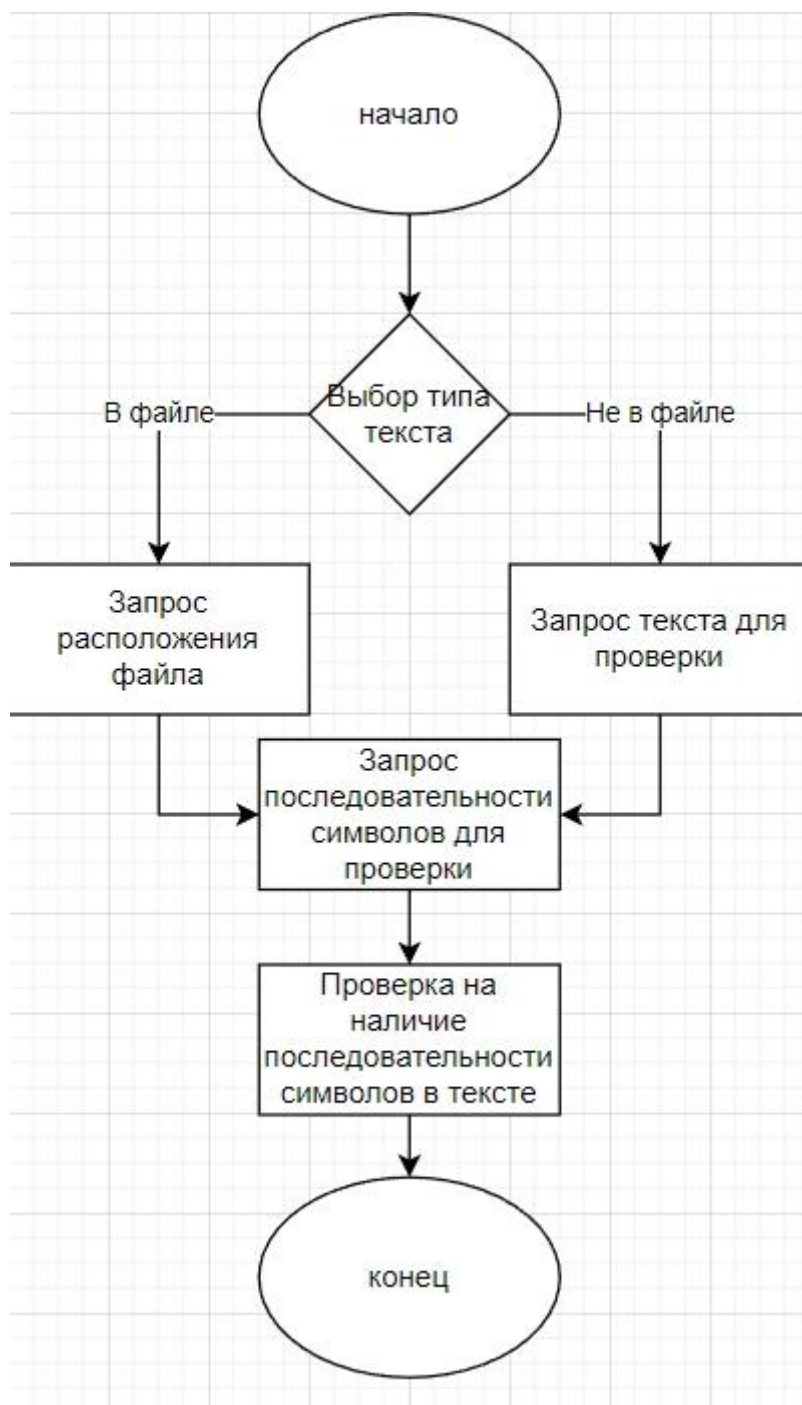 начало
Выбор типа
текста
В файле
Не в файле
Запрос
расположения
файла
Запрос текста для
проверки
Запрос
последовательности
символов для
проверки
Проверка на
наличие
последовательности
символов в тексте
конец